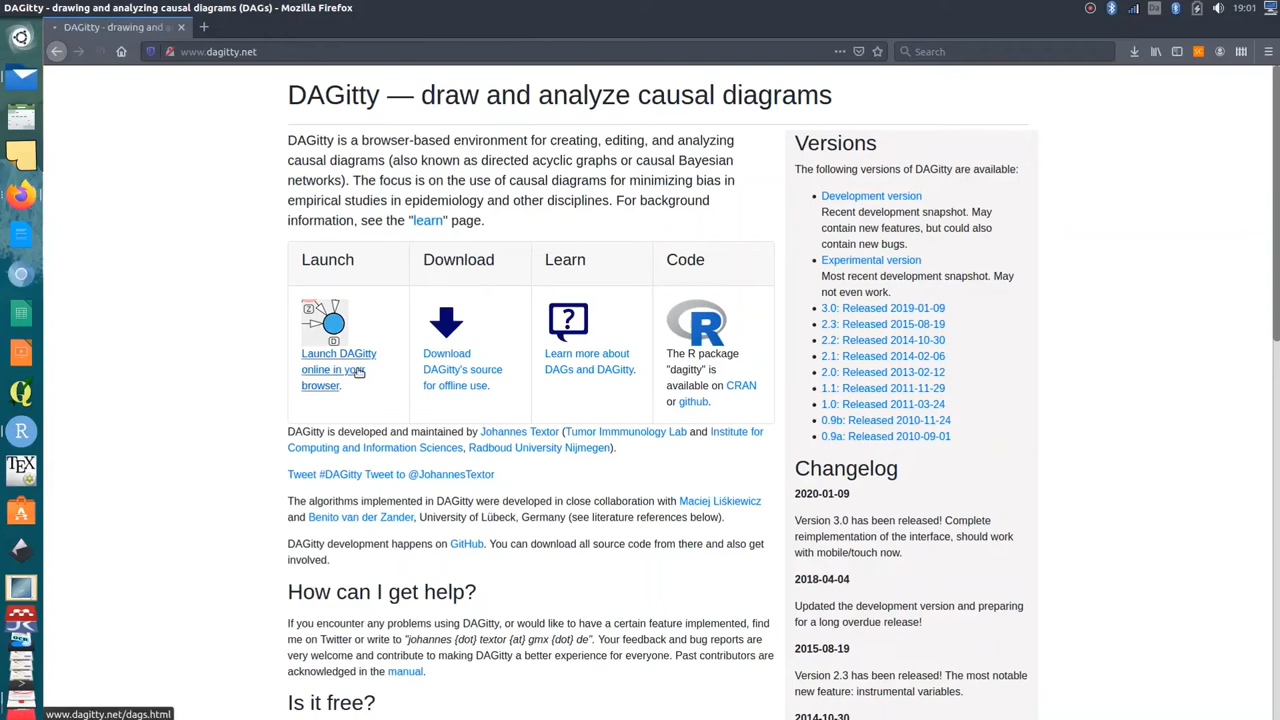 DAGitty - drawing and analyzing causal diagrams (DAGs) - Mozilla Firefox
Da
19:01
DAGitty - drawing and a
www.dagitty.net
Search
DAGitty — draw and analyze causal diagrams
DAGitty is a browser-based environment for creating, editing, and analyzing
causal diagrams (also known as directed acyclic graphs or causal Bayesian
networks). The focus is on the use of causal diagrams for minimizing bias in
empirical studies in epidemiology and other disciplines. For background
information, see the "learn" page.
Launch
Download
Learn
Code
Launch DAGitty
online in your
browser.
Download
DAGitty's source
for offline use.
Learn more about
DAGs and DAGitty.
The R package
"dagitty" is
available on CRAN
or github.
DAGitty is developed and maintained by Johannes Textor (Tumor Immmunology Lab and Institute for
Computing and Information Sciences, Radboud University Nijmegen).
Tweet #DAGitty Tweet to @JohannesTextor
The algorithms implemented in DAGitty were developed in close collaboration with Maciej Liśkiewicz
and Benito van der Zander, University of Lübeck, Germany (see literature references below).
DAGitty development happens on GitHub. You can download all source code from there and also get
involved.
How can I get help?
If you encounter any problems using DAGitty, or would like to have a certain feature implemented, find
me on Twitter or write to "johannes {dot} textor {at} gmx {dot} de". Your feedback and bug reports are
very welcome and contribute to making DAGitty a better experience for everyone. Past contributors are
acknowledged in the manual.
Is it free?
Versions
The following versions of DAGitty are available:
Development version
Recent development snapshot. May
contain new features, but could also
contain new bugs.
Experimental version
Most recent development snapshot. May
not even work.
3.0: Released 2019-01-09
2.3: Released 2015-08-19
2.2: Released 2014-10-30
2.1: Released 2014-02-06
2.0: Released 2013-02-12
1.1: Released 2011-11-29
1.0: Released 2011-03-24
0.9b: Released 2010-11-24
0.9a: Released 2010-09-01
Changelog
2020-01-09
Version 3.0 has been released! Complete
reimplementation of the interface, should work
with mobile/touch now.
2018-04-04
Updated the development version and preparing
for a long overdue release!
2015-08-19
Version 2.3 has been released! The most notable
new feature: instrumental variables.
2014-10-30
www.dagitty.net/dags.html